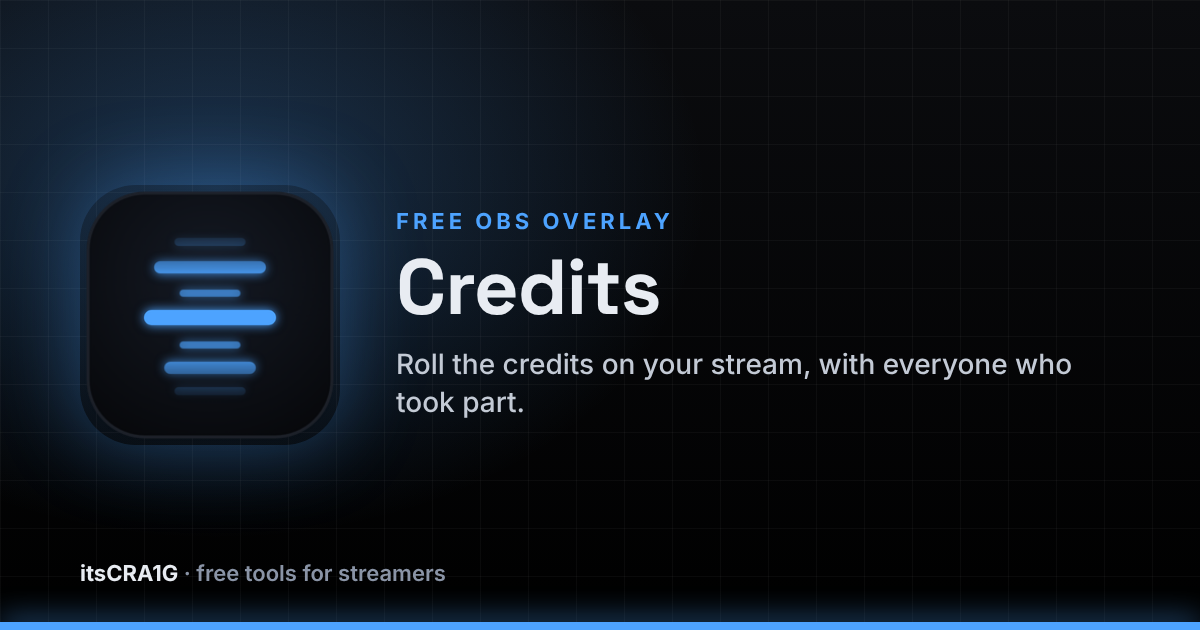 FREE OBS OVERLAY
Credits
Roll the credits on your stream, with everyone who
took part.
itsCRA1G · free tools for streamers